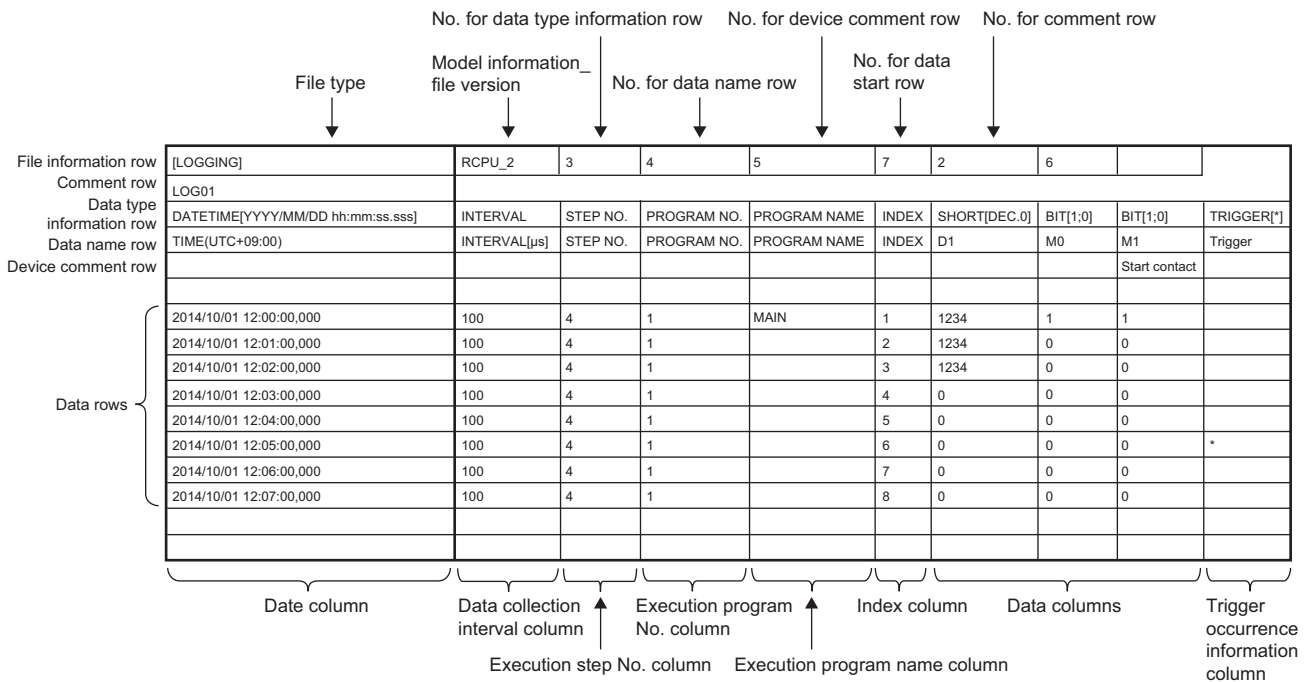 No. for data type information row No. for device comment row No. for comment row
File type
Model information_
file version
No. for data name row
No. for data
start row
File information row [LOGGING] RCPU_2 3 4 5 7 2 6
Comment row LOG01
Data type
information row DATETIME[YYYY/MM/DD hh:mm:ss.sss] INTERVAL STEP NO. PROGRAM NO. PROGRAM NAME INDEX SHORT[DEC.0] BIT[1;0] BIT[1;0] TRIGGER[*]
Data name row TIME(UTC+09:00) INTERVAL[µs] STEP NO. PROGRAM NO. PROGRAM NAME INDEX D1 M0 M1 Trigger
Device comment row Start contact
Data rows
2014/10/01 12:00:00,000 100 4 1 MAIN 1 1234 1 1
2014/10/01 12:01:00,000 100 4 1 2 1234 0 0
2014/10/01 12:02:00,000 100 4 1 3 1234 0 0
2014/10/01 12:03:00,000 100 4 1 4 0 0 0
2014/10/01 12:04:00,000 100 4 1 5 0 0 0
2014/10/01 12:05:00,000 100 4 1 6 0 0 0 *
2014/10/01 12:06:00,000 100 4 1 7 0 0 0
2014/10/01 12:07:00,000 100 4 1 8 0 0 0
Date column
Data collection
interval column
Execution step No. column
Execution program
No. column
Execution program name column
Index column
Data columns
Trigger
occurrence
information
column